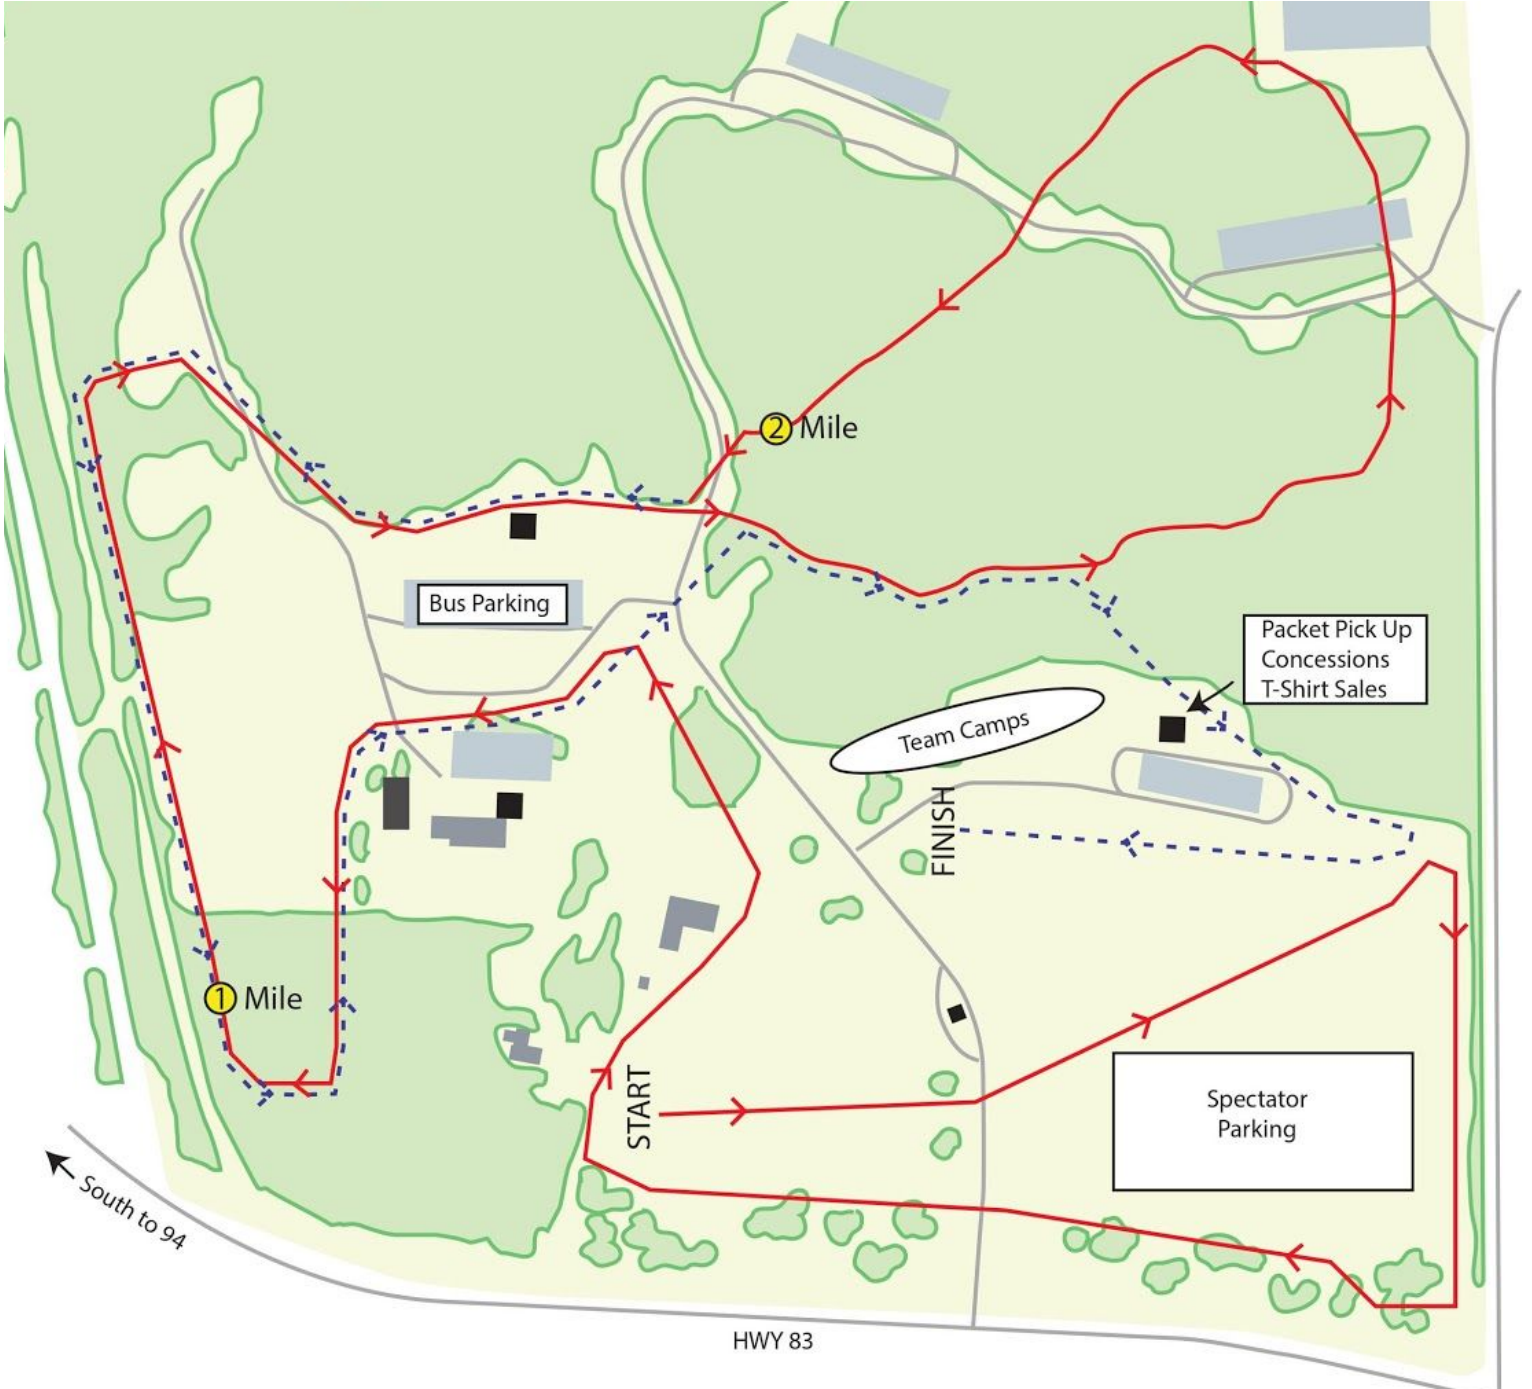 2 Mile
Bus Parking
Packet Pick Up
Concessions
T-Shirt Sales
Team Camps
FINISH
1 Mile
START
Spectator
Parking
South to 94
HWY 83